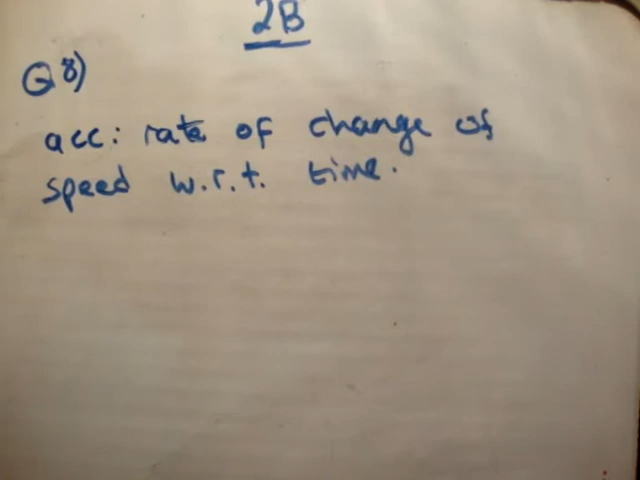 2B
Q8)
acc: rate of change of
speed w.r.t. time.